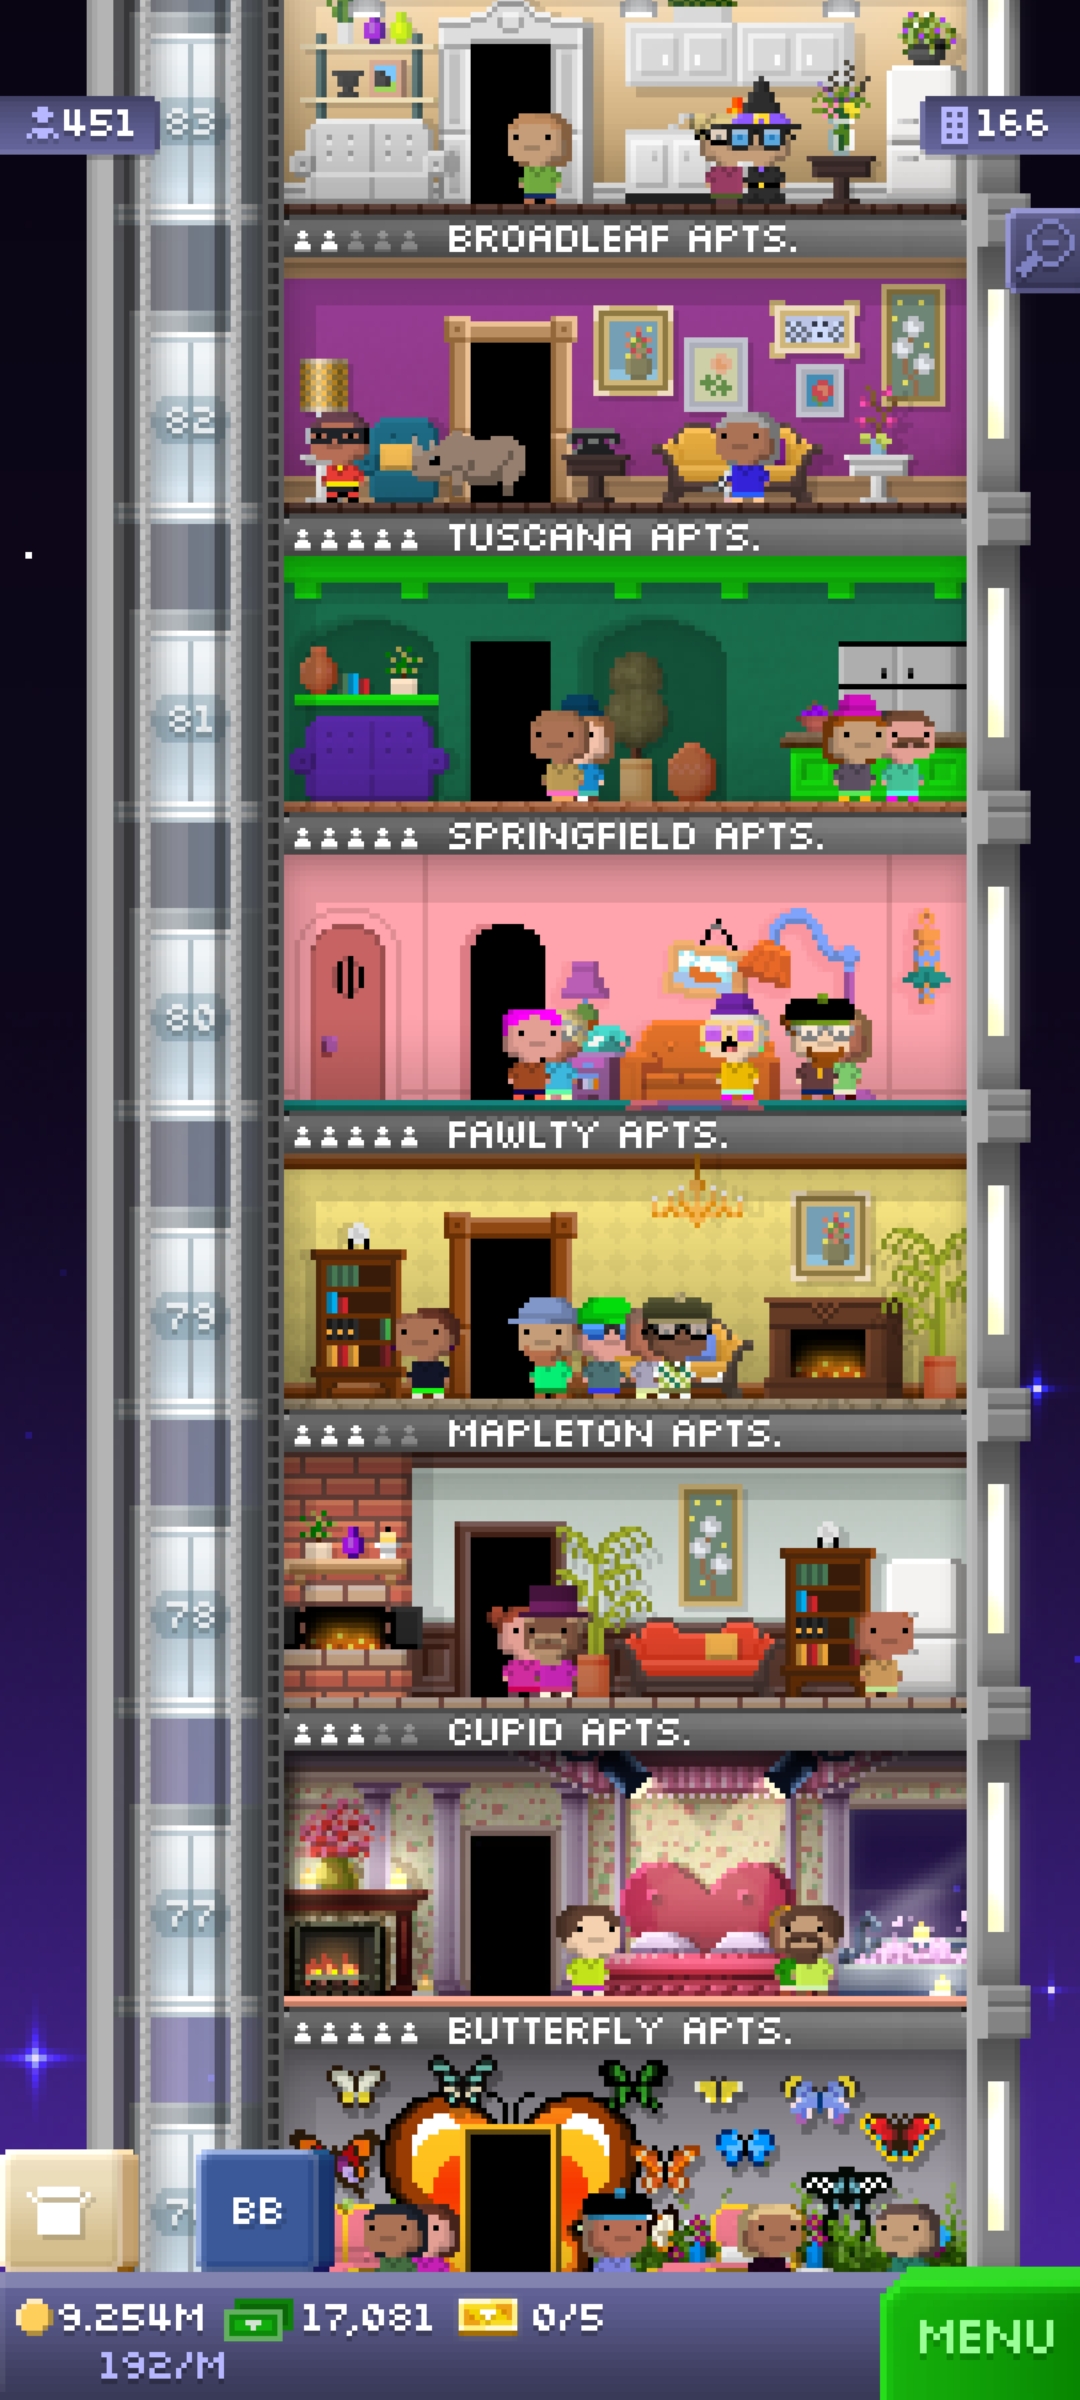 451
83
166
BROADLEAF APTS.
82
TUSCANA APTS.
81
SPRINGFIELD APTS.
80
FAWLTY APTS.
79
MAPLETON APTS.
78
CUPID APTS.
77
BUTTERFLY APTS.
BB
9.254M
17,081
0/5
192/M
MENU